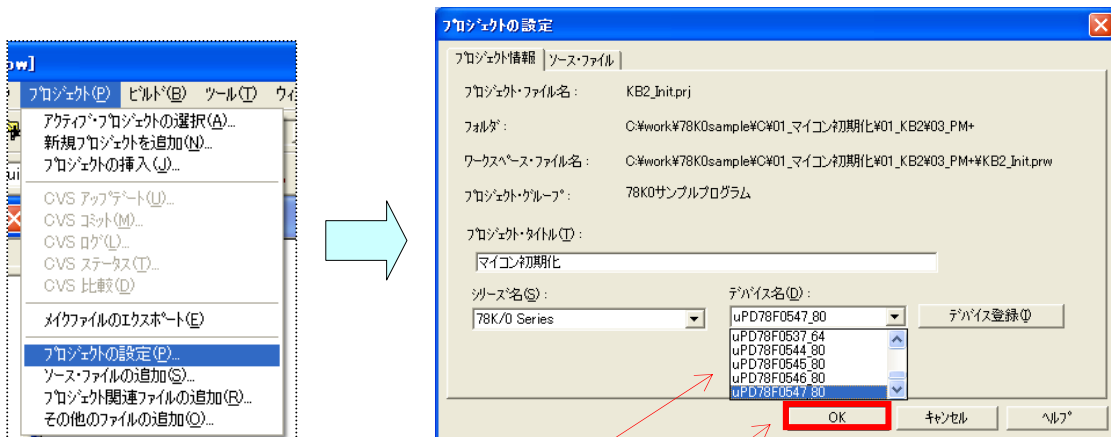 ow]
プロジェクト(P) ビルド(B) ツール(T) ウィ
アクティブ・プロジェクトの選択(A)...
新規プロジェクトを追加(N)...
プロジェクトの挿入(J)...
CVS アップデート(U)...
CVS コミット(M)...
CVS ログ(L)...
CVS ステータス(T)...
CVS 比較(D)
メイクファイルのエクスポート(E)
プロジェクトの設定(P)...
ソース・ファイルの追加(S)...
プロジェクト関連ファイルの追加(R)...
その他のファイルの追加(O)...
ui
プロジェクトの設定
プロジェクト情報 ソース・ファイル
プロジェクト・ファイル名: KB2_Init.prj
フォルダ: C:¥work¥78K0sample¥C¥01_マイコン初期化¥01_KB2¥03_PM+
ワークスペース・ファイル名: C:¥work¥78K0sample¥C¥01_マイコン初期化¥01_KB2¥03_PM+¥KB2_Init.prw
プロジェクト・グループ: 78K0サンプルプログラム
プロジェクト・タイトル(T):
マイコン初期化
シリーズ名(S): デバイス名(D):
78K/0 Series uPD78F0547_80 デバイス登録(I)
uPD78F0537_64
uPD78F0544_80
uPD78F0545_80
uPD78F0546_80
uPD78F0547_80
OK キャンセル ヘルプ